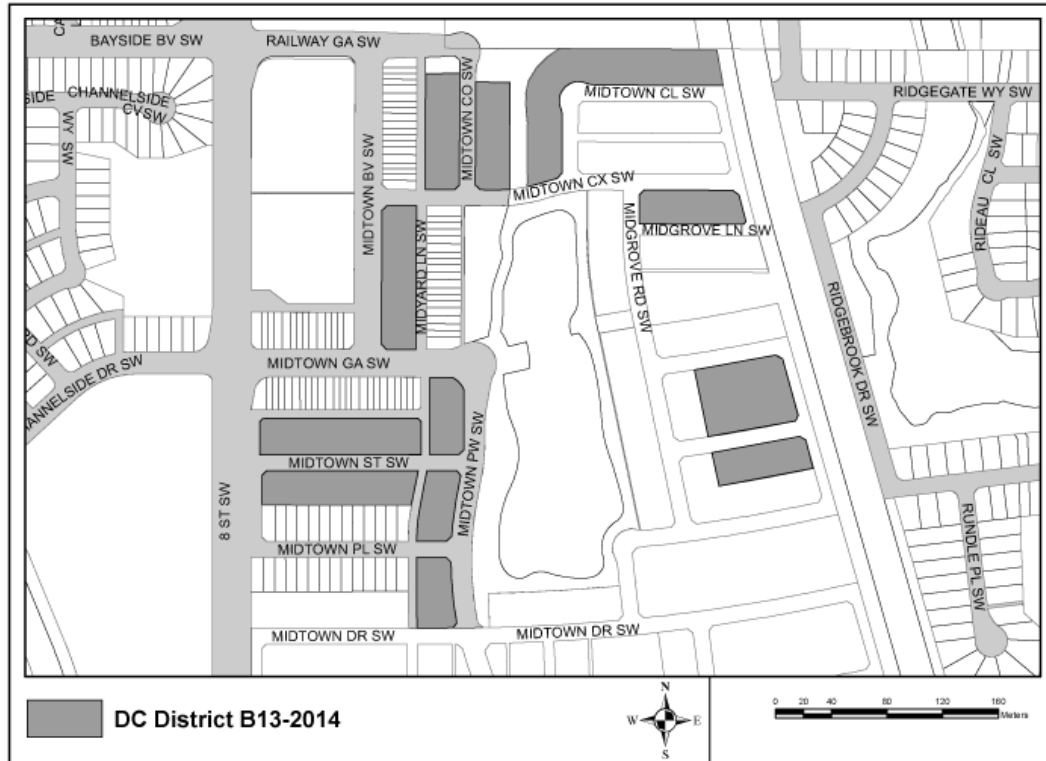 CA
BAYSIDE BV SW
RAILWAY GA SW
SIDE
CHANNELSIDE
CV SW
WY SW
MIDTOWN CO SW
MIDTOWN CL SW
RIDGEGATE WY SW
MIDTOWN BV SW
MIDTOWN CX SW
RIDEAU CL SW
MIDYARD LN SW
MIDGROVE LN SW
MIDGROVE RD SW
RD SW
HANNELSIDE DR SW
MIDTOWN GA SW
RIDGEBROOK DR SW
MIDTOWN PW SW
MIDTOWN ST SW
8 ST SW
MIDTOWN PL SW
RUNDLE PL SW
MIDTOWN DR SW
MIDTOWN DR SW
DC District B13-2014
N
W E
S
0 20 40 80 120 160
Meters